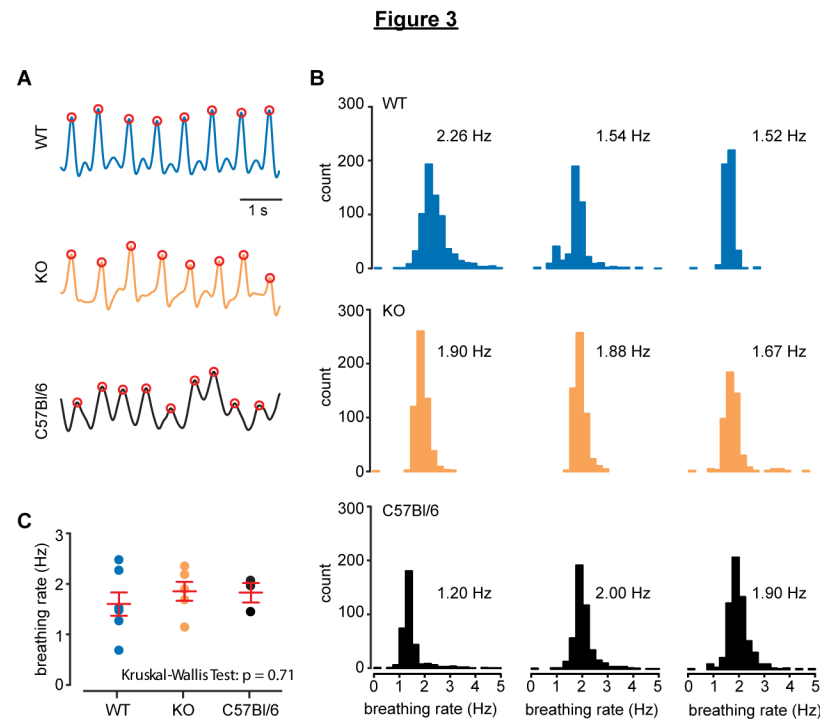 Figure 3
A
WT
1 s
KO
C57Bl/6
B
WT
300
200
100
0
count
2.26 Hz
1.54 Hz
1.52 Hz
KO
300
200
100
0
count
1.90 Hz
1.88 Hz
1.67 Hz
C57Bl/6
300
200
100
0
count
1.20 Hz
2.00 Hz
1.90 Hz
0 1 2 3 4 5
0 1 2 3 4 5
0 1 2 3 4 5
breathing rate (Hz)
breathing rate (Hz)
breathing rate (Hz)
C
3
2
1
0
breathing rate (Hz)
Kruskal-Wallis Test: p = 0.71
WT KO C57Bl/6